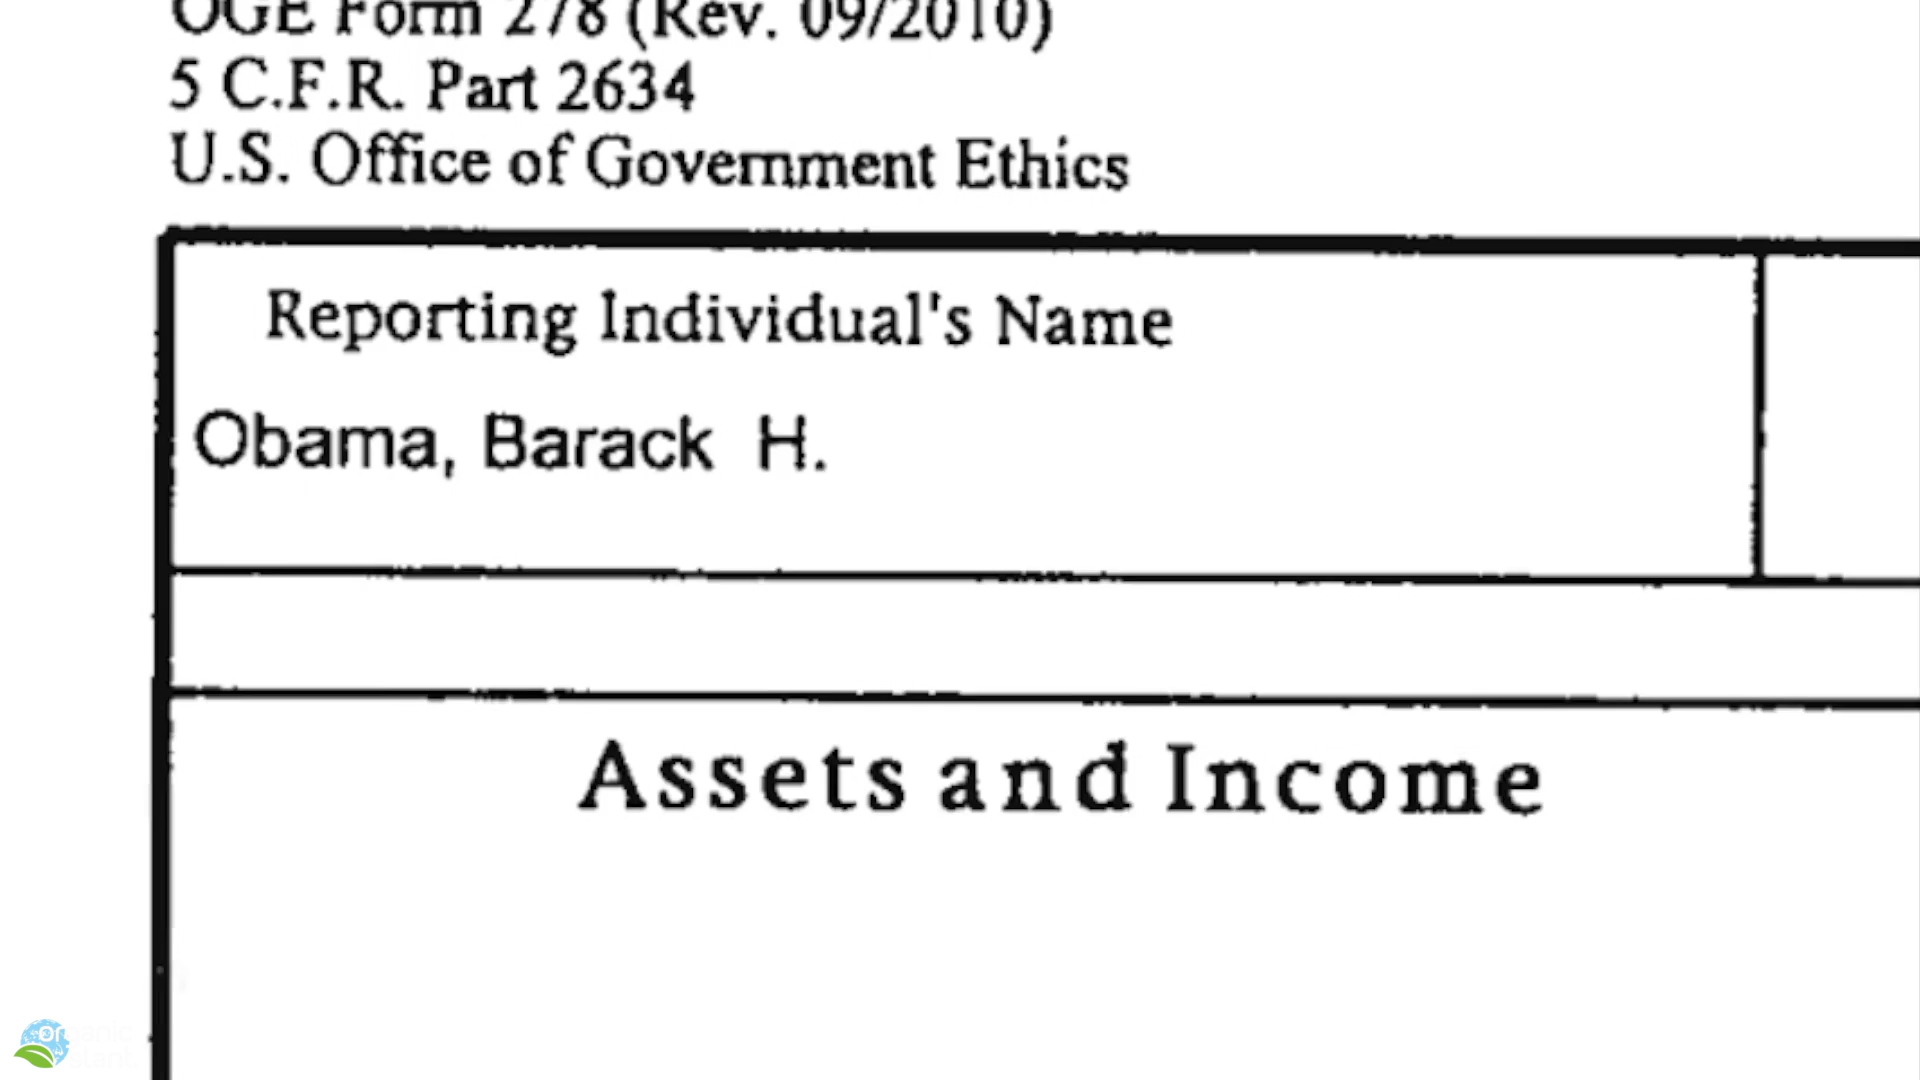 OGE Form 278 (Rev. 09/2010)
5 C.F.R. Part 2634
U.S. Office of Government Ethics
Reporting Individual's Name
Obama, Barack H.
Assets and Income
Organic